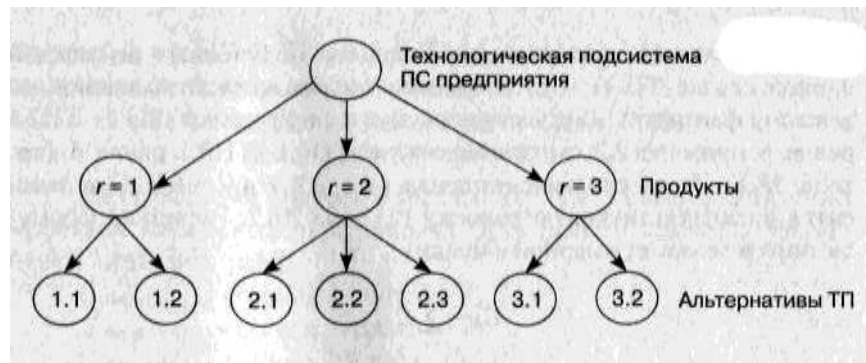 Технологическая подсистема
ПС предприятия
r = 1
r = 2
r = 3
Продукты
1.1
1.2
2.1
2.2
2.3
3.1
3.2
Альтернативы ТП